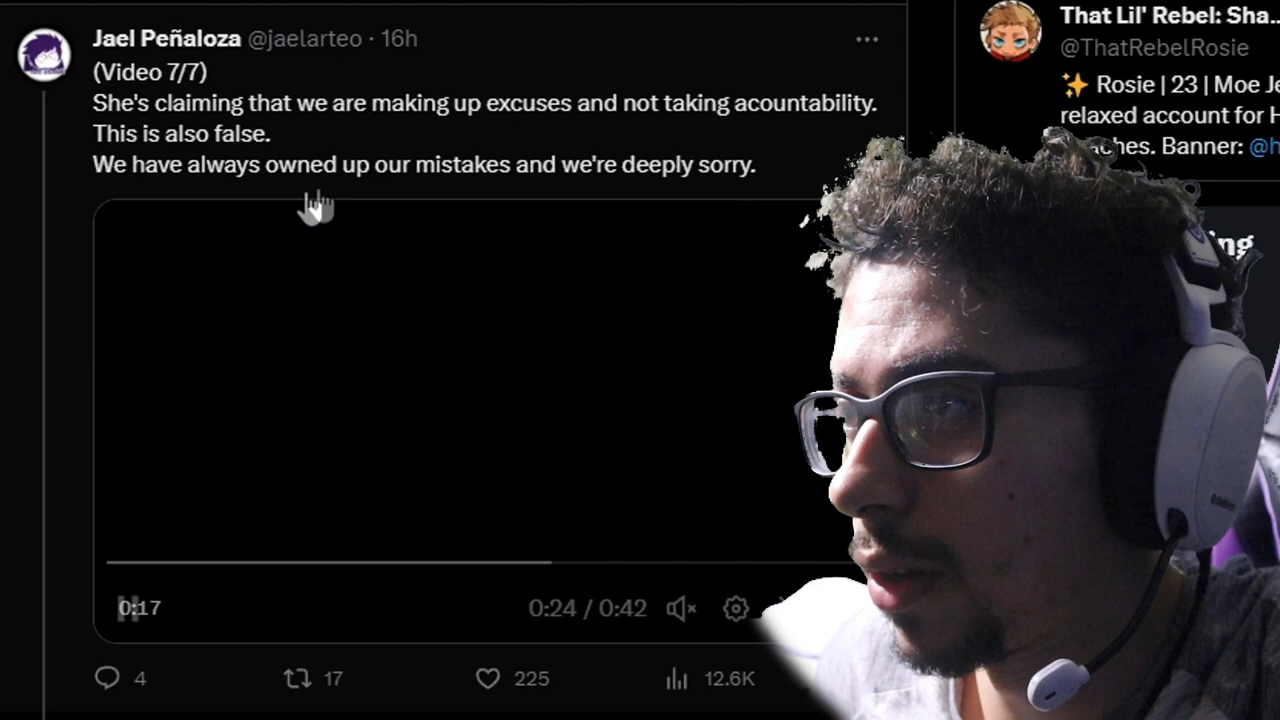 Jael Peñaloza @jaelarteo · 16h
(Video 7/7)
She's claiming that we are making up excuses and not taking acountability.
This is also false.
We have always owned up our mistakes and we're deeply sorry.
0:17
0:24 / 0:42
4
17
225
12.6K
That Lil' Rebel: Sha...
@ThatRebelRosie
✨ Rosie | 23 | Moe Je
relaxed account for H
Banner: @h